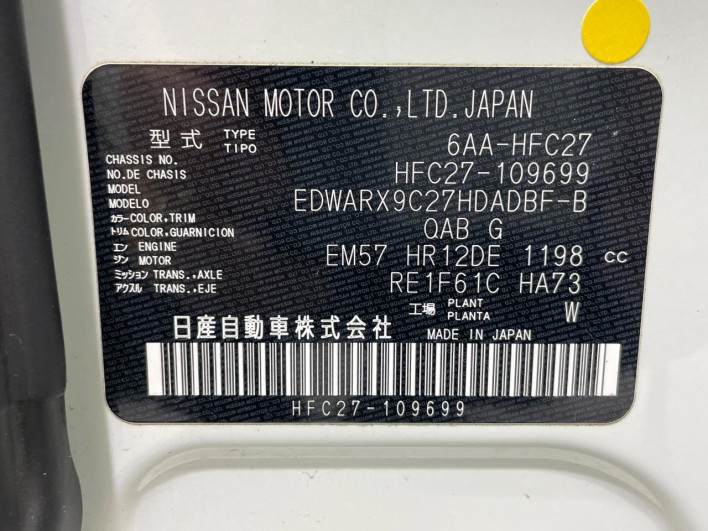 NISSAN MOTOR CO.,LTD.JAPAN
型式 TYPE TIPO 6AA-HFC27
CHASSIS NO.
NO.DE CHASIS HFC27-109699
MODEL
MODELO EDWARX9C27HDADBF-B
カラー COLOR,TRIM
トリム COLOR,GUARNICION QAB G
エン ENGINE
ジン MOTOR EM57 HR12DE 1198 cc
ミッション TRANS.,AXLE
アクスル TRANS.,EJE RE1F61C HA73
工場 PLANT PLANTA W
日産自動車株式会社 MADE IN JAPAN
HFC27-109699